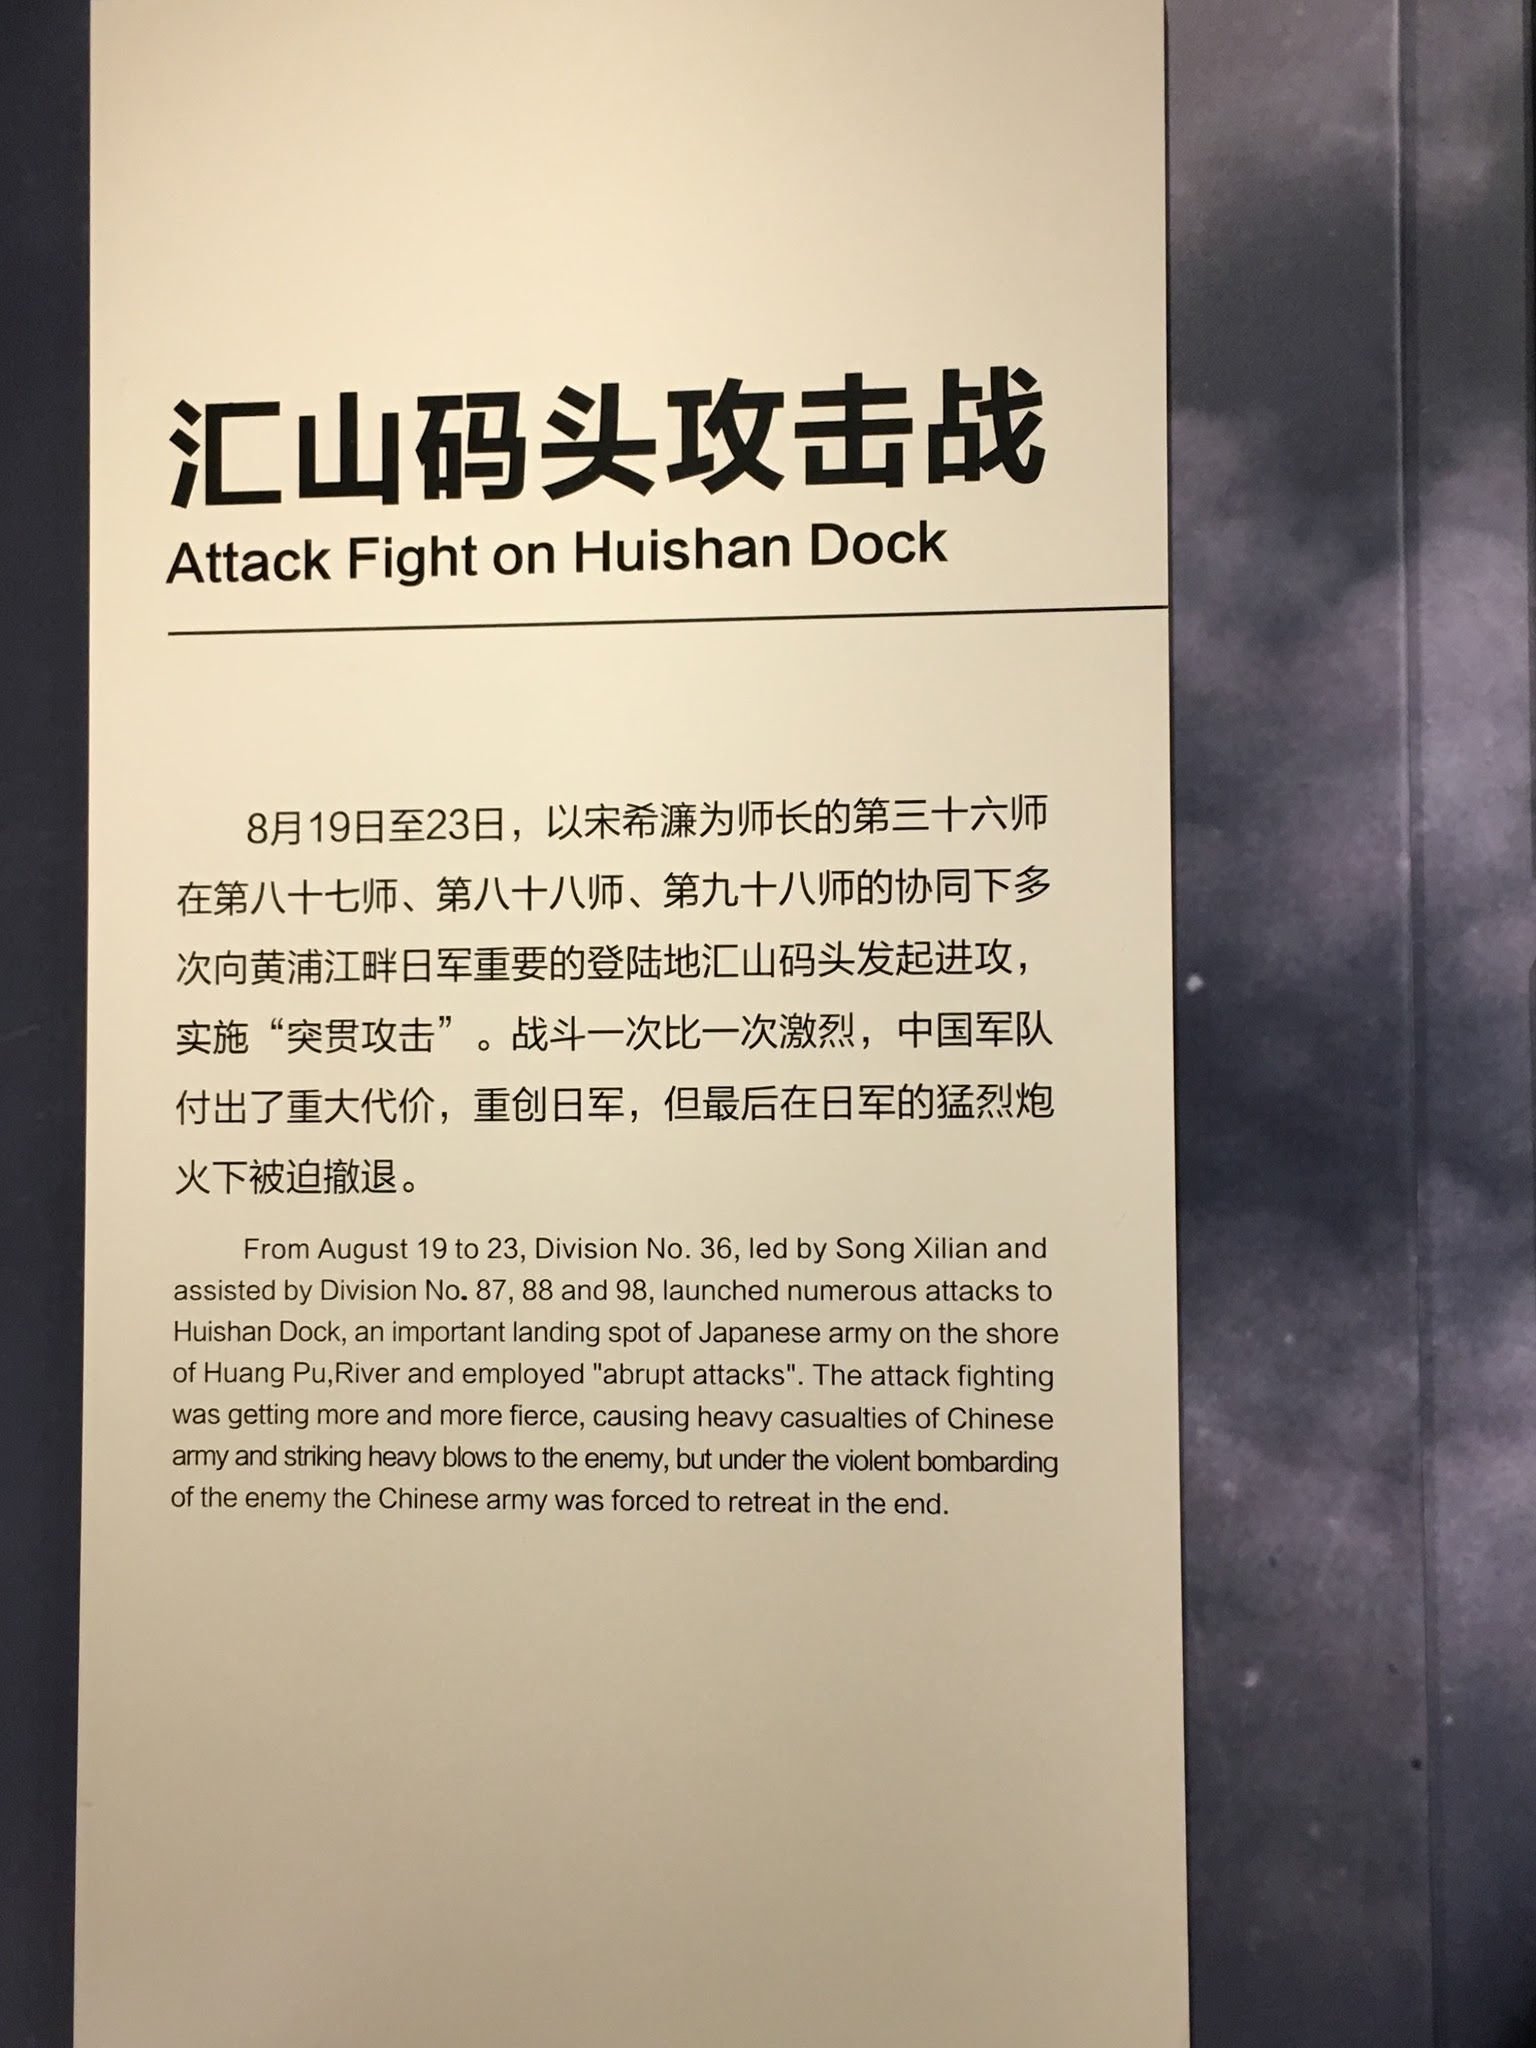 汇山码头攻击战
Attack Fight on Huishan Dock
8月19日至23日，以宋希濂为师长的第三十六师
在第八十七师、第八十八师、第九十八师的协同下多
次向黄浦江畔日军重要的登陆地汇山码头发起进攻，
实施“突贯攻击”。战斗一次比一次激烈，中国军队
付出了重大代价，重创日军，但最后在日军的猛烈炮
火下被迫撤退。
From August 19 to 23, Division No. 36, led by Song Xilian and
assisted by Division No. 87, 88 and 98, launched numerous attacks to
Huishan Dock, an important landing spot of Japanese army on the shore
of Huang Pu,River and employed "abrupt attacks". The attack fighting
was getting more and more fierce, causing heavy casualties of Chinese
army and striking heavy blows to the enemy, but under the violent bombarding
of the enemy the Chinese army was forced to retreat in the end.